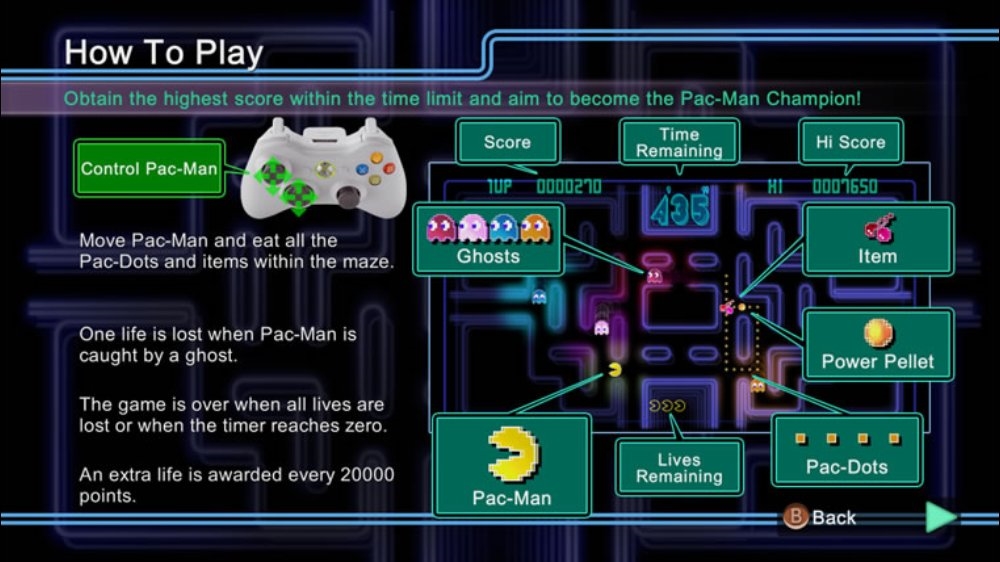 How To Play
Obtain the highest score within the time limit and aim to become the Pac-Man Champion!
Control Pac-Man
Move Pac-Man and eat all the
Pac-Dots and items within the maze.
One life is lost when Pac-Man is
caught by a ghost.
The game is over when all lives are
lost or when the timer reaches zero.
An extra life is awarded every 20000
points.
Score
Time
Remaining
Hi Score
1UP 0000270
4'35"
HI 0007650
Ghosts
Item
Power Pellet
Pac-Man
Lives
Remaining
Pac-Dots
B Back